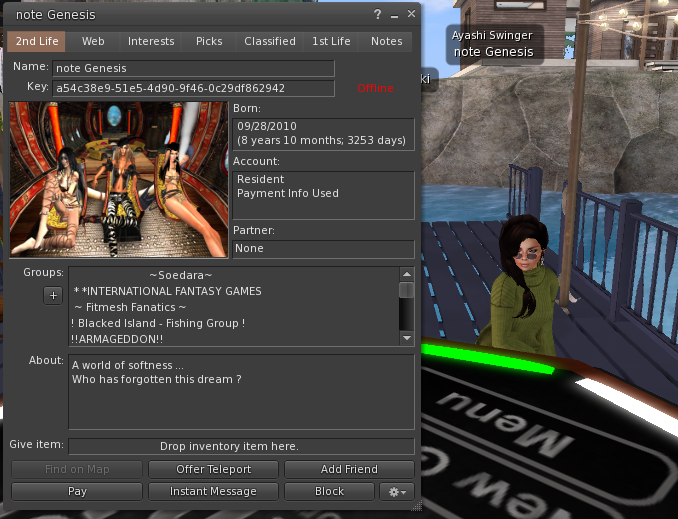 note Genesis
? _ ✕
2nd Life Web Interests Picks Classified 1st Life Notes
Name: note Genesis
Key: a54c38e9-51e5-4d90-9f46-0c29df862942 Offline
Born:
09/28/2010
(8 years 10 months; 3253 days)
Account:
Resident
Payment Info Used
Partner:
None
Groups: ~Soedara~
+ * *INTERNATIONAL FANTASY GAMES
~ Fitmesh Fanatics ~
! Blacked Island - Fishing Group !
!!ARMAGEDDON!!
About: A world of softness ...
Who has forgotten this dream ?
Give item: Drop inventory item here.
Find on Map Offer Teleport Add Friend
Pay Instant Message Block
Ayashi Swinger
note Genesis
ki
Menu